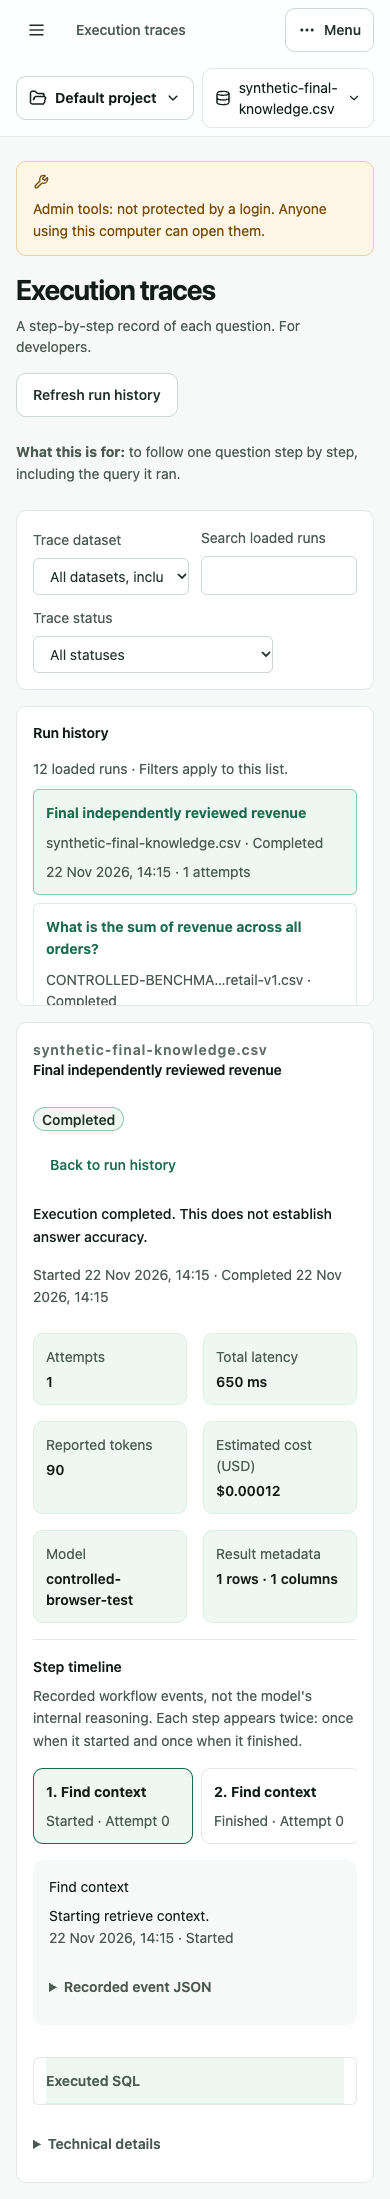 Execution traces
Menu
Default project
synthetic-final-
knowledge.csv
Admin tools: not protected by a login. Anyone
using this computer can open them.
Execution traces
A step-by-step record of each question. For
developers.
Refresh run history
What this is for: to follow one question step by step,
including the query it ran.
Trace dataset
Search loaded runs
All datasets, inclu
Trace status
All statuses
Run history
12 loaded runs · Filters apply to this list.
Final independently reviewed revenue
synthetic-final-knowledge.csv · Completed
22 Nov 2026, 14:15 · 1 attempts
What is the sum of revenue across all
orders?
CONTROLLED-BENCHMA...retail-v1.csv ·
Completed
synthetic-final-knowledge.csv
Final independently reviewed revenue
Completed
Back to run history
Execution completed. This does not establish
answer accuracy.
Started 22 Nov 2026, 14:15 · Completed 22 Nov
2026, 14:15
Attempts
1
Total latency
650 ms
Reported tokens
90
Estimated cost
(USD)
$0.00012
Model
controlled-
browser-test
Result metadata
1 rows · 1 columns
Step timeline
Recorded workflow events, not the model's
internal reasoning. Each step appears twice: once
when it started and once when it finished.
1. Find context
Started · Attempt 0
2. Find context
Finished · Attempt 0
Find context
Starting retrieve context.
22 Nov 2026, 14:15 · Started
Recorded event JSON
Executed SQL
Technical details